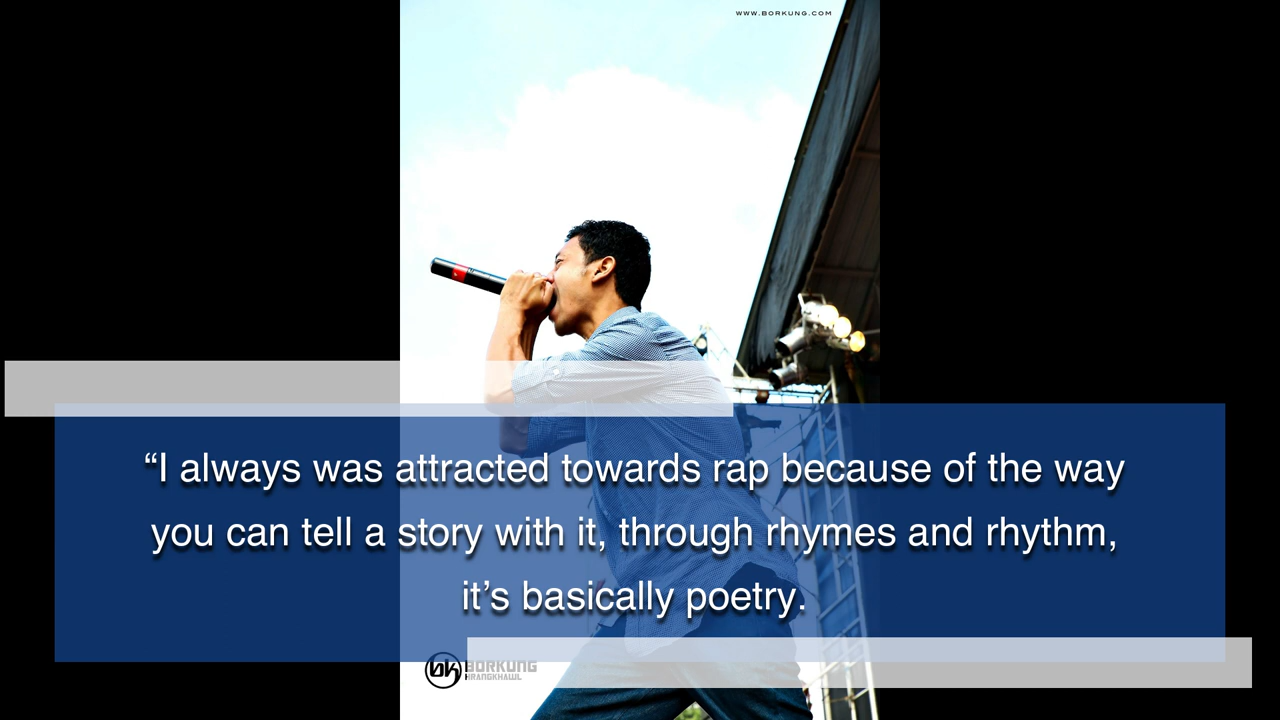 WWW.BORKUNG.COM
“I always was attracted towards rap because of the way
you can tell a story with it, through rhymes and rhythm,
it’s basically poetry.
bk BORKUNG
HRANGKHAWL